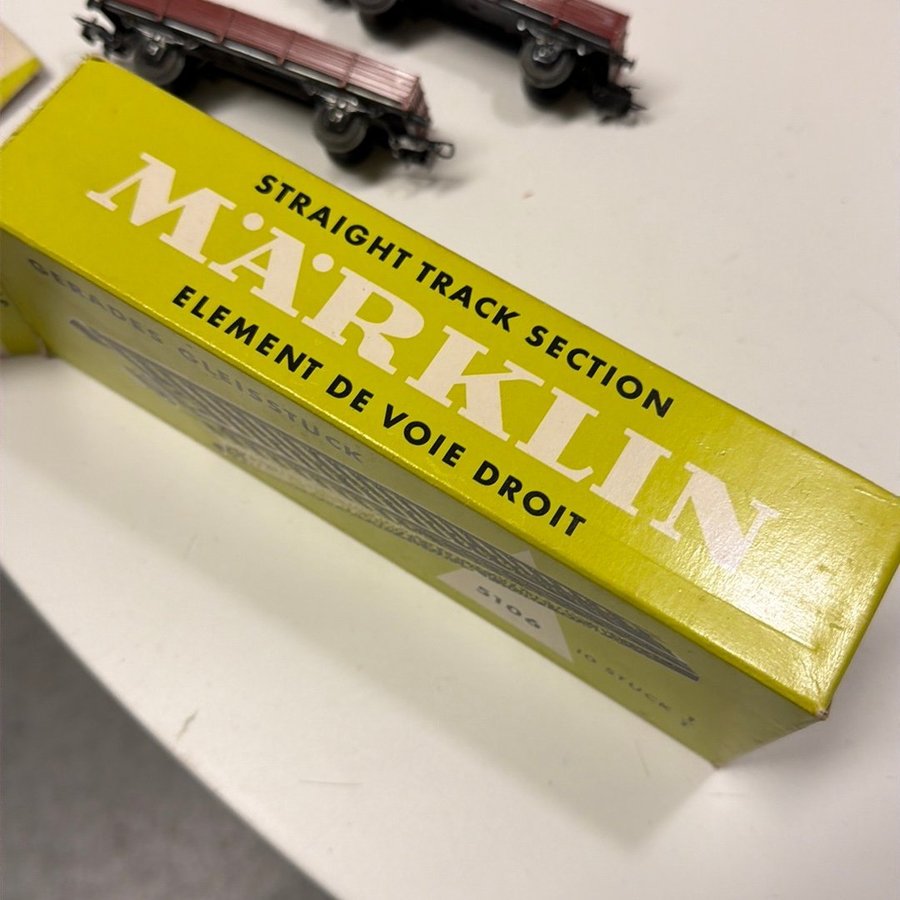 STRAIGHT TRACK SECTION
MÄRKLIN
ELEMENT DE VOIE DROIT
GERADES GLEISSTÜCK
5106
10 STÜCK